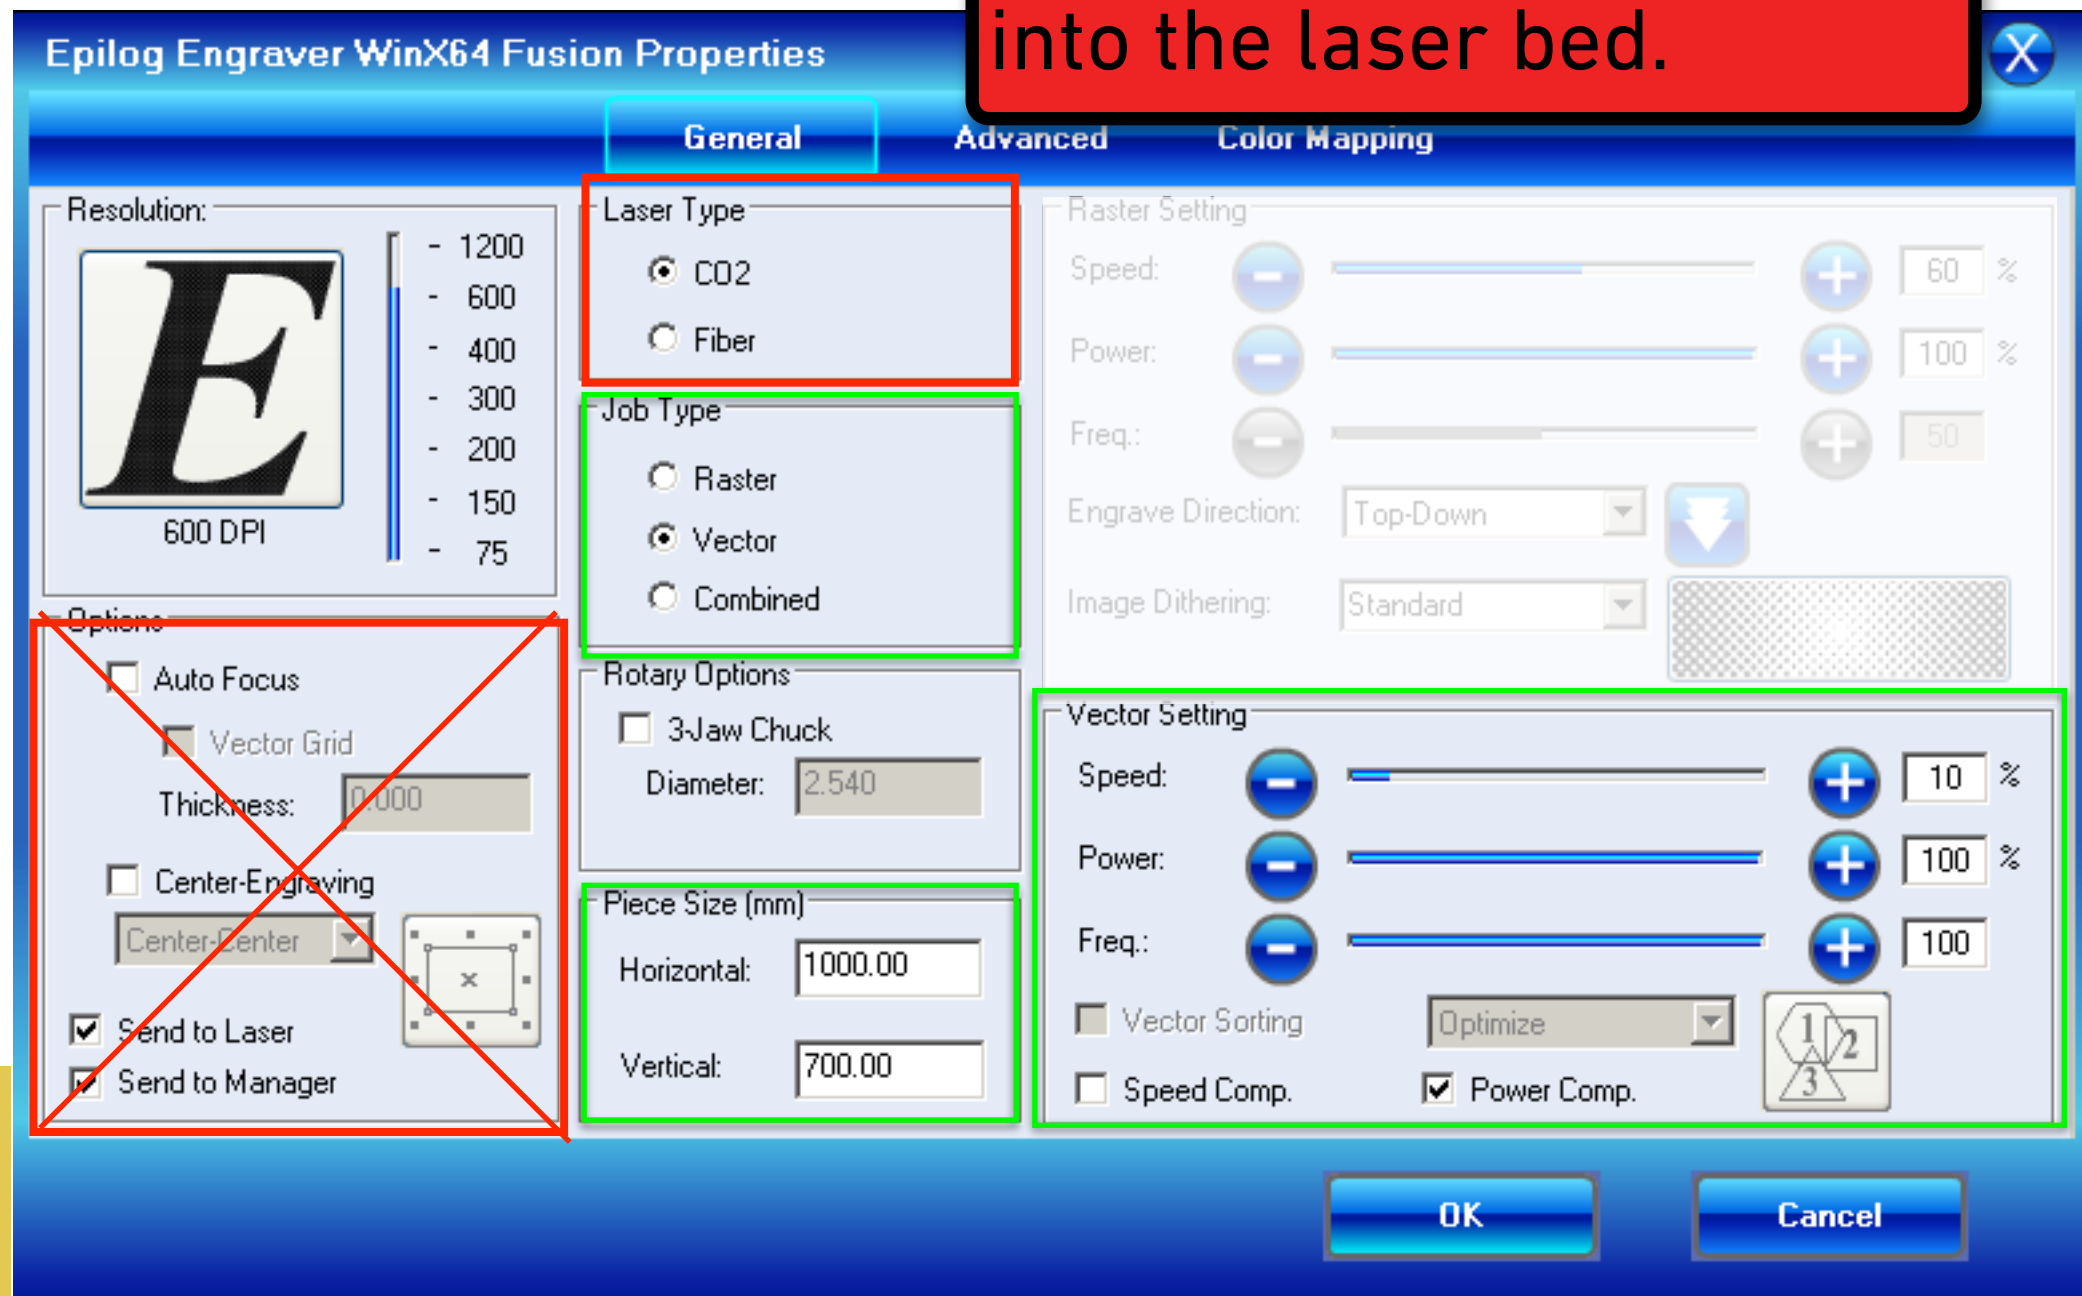 into the laser bed.
Epilog Engraver WinX64 Fusion Properties
X
General Advanced Color Mapping
Resolution:
E
600 DPI
- 1200
- 600
- 400
- 300
- 200
- 150
- 75
Options
Auto Focus
Vector Grid
Thickness: 0.000
Center-Engraving
Center-Center
Send to Laser
Send to Manager
Laser Type
CO2
Fiber
Job Type
Raster
Vector
Combined
Rotary Options
3-Jaw Chuck
Diameter: 2.540
Piece Size (mm)
Horizontal: 1000.00
Vertical: 700.00
Raster Setting
Speed: 60 %
Power: 100 %
Freq.: 50
Engrave Direction: Top-Down
Image Dithering: Standard
Vector Setting
Speed: 10 %
Power: 100 %
Freq.: 100
Vector Sorting Optimize
1 2 3
Speed Comp. Power Comp.
OK Cancel